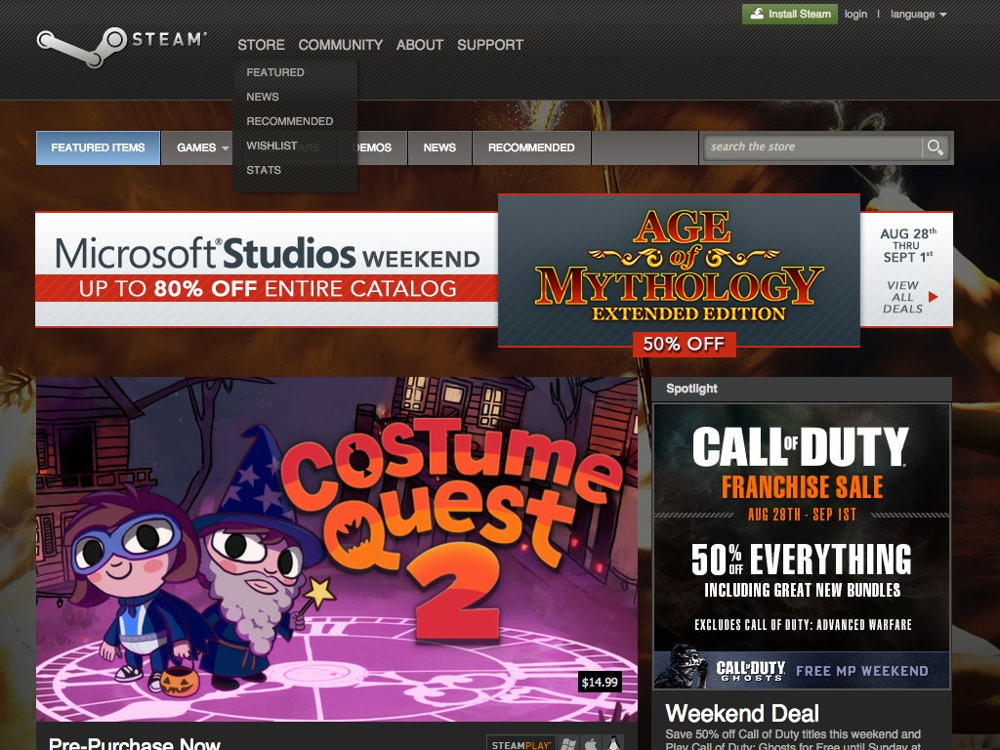 Install Steam
login
|
language
STEAM
STORE
COMMUNITY
ABOUT
SUPPORT
FEATURED
NEWS
RECOMMENDED
WISHLIST
STATS
FEATURED ITEMS
GAMES
DEMOS
NEWS
RECOMMENDED
search the store
Microsoft® Studios WEEKEND
UP TO 80% OFF ENTIRE CATALOG
AGE
of
MYTHOLOGY
EXTENDED EDITION
50% OFF
AUG 28th
THRU
SEPT 1st
VIEW
ALL
DEALS
COSTUME
QUEST
2
$14.99
Pre-Purchase Now
STEAMPLAY
Spotlight
CALL OF DUTY
FRANCHISE SALE
AUG 28TH - SEP 1ST
50% OFF EVERYTHING
INCLUDING GREAT NEW BUNDLES
EXCLUDES CALL OF DUTY: ADVANCED WARFARE
CALL OF DUTY
GHOSTS
FREE MP WEEKEND
Weekend Deal
Save 50% off Call of Duty titles this weekend and
Play Call of Duty: Ghosts for Free until Sunday at